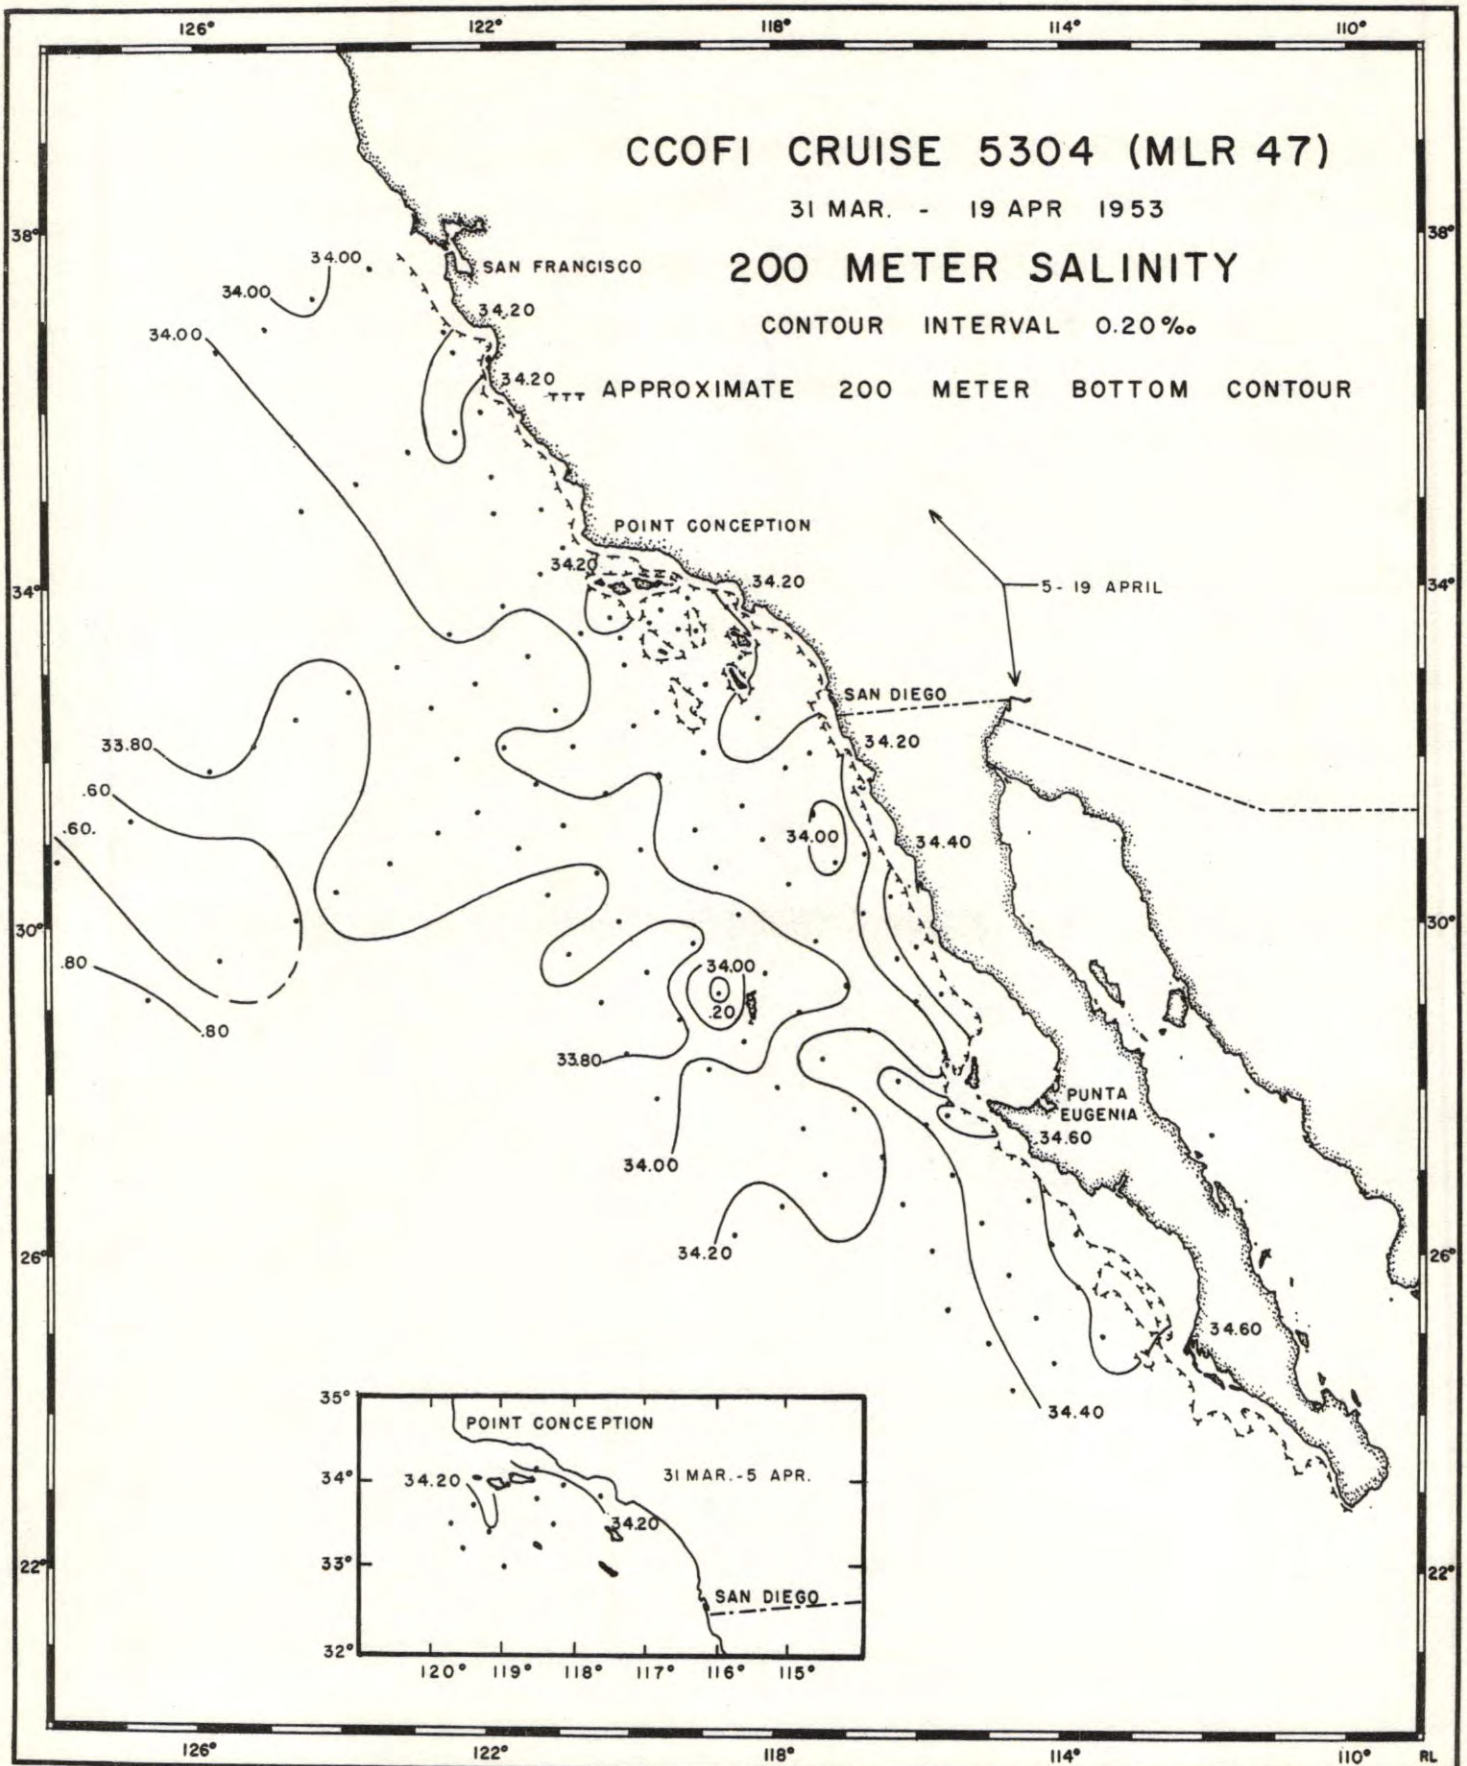 126° 122° 118° 114° 110°
CCOFI CRUISE 5304 (MLR 47)
31 MAR. - 19 APR 1953
200 METER SALINITY
CONTOUR INTERVAL 0.20‰
APPROXIMATE 200 METER BOTTOM CONTOUR
38° 38°
34.00
SAN FRANCISCO
34.00
34.20
34.00
34.20
POINT CONCEPTION
34.20
34.20
34° 34°
5-19 APRIL
SAN DIEGO
33.80
34.20
.60
.60.
34.00
34.40
30° 30°
.80
34.00
.20
.80
33.80
PUNTA
EUGENIA
34.60
34.00
34.20
26° 26°
34.60
34.40
35°
POINT CONCEPTION
34°
34.20
31 MAR.-5 APR.
34.20
33°
SAN DIEGO
32°
120° 119° 118° 117° 116° 115°
22° 22°
126° 122° 118° 114° 110°
RL